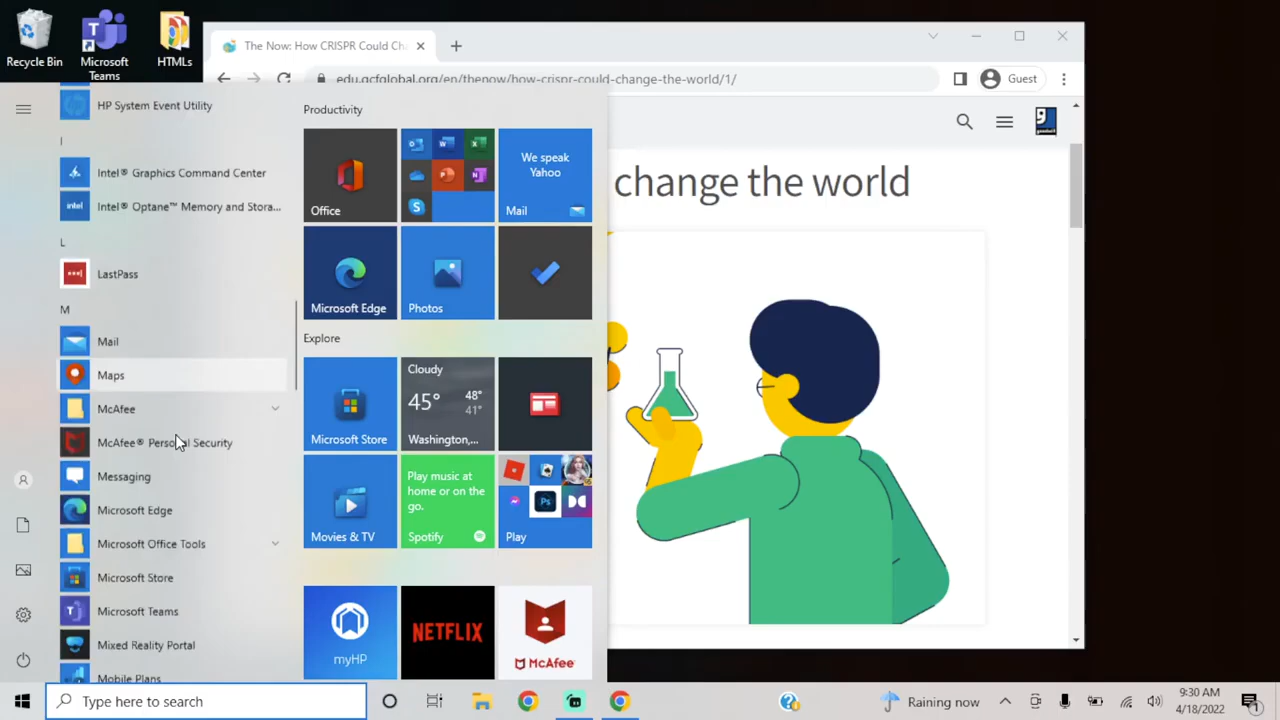 Recycle Bin
Microsoft Teams
HTMLs
The Now: How CRISPR Could Ch
edu.gcfglobal.org/en/thenow/how-crispr-could-change-the-world/1/
Guest
change the world
HP System Event Utility
I
Intel® Graphics Command Center
Intel® Optane™ Memory and Stora...
L
LastPass
M
Mail
Maps
McAfee
McAfee® Personal Security
Messaging
Microsoft Edge
Microsoft Office Tools
Microsoft Store
Microsoft Teams
Mixed Reality Portal
Mobile Plans
Productivity
Office
We speak
Yahoo
Mail
Microsoft Edge
Photos
Explore
Microsoft Store
Cloudy
45° 48°
41°
Washington,...
Movies & TV
Play music at
home or on the
go.
Spotify
Ps
Play
myHP
NETFLIX
McAfee
intel
goodwill
Type here to search
Raining now
9:30 AM
4/18/2022
1